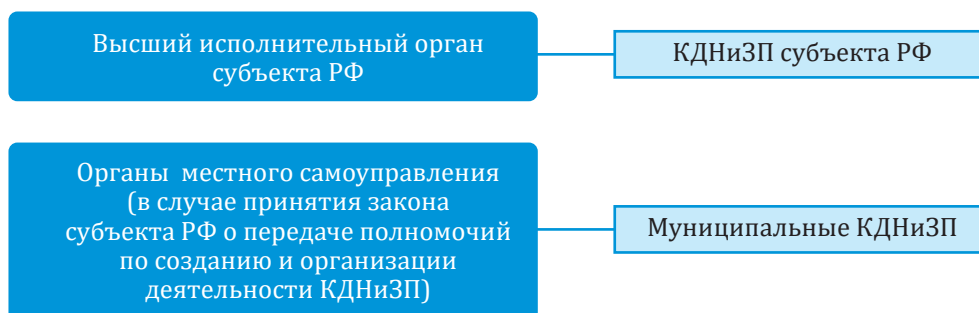 Высший исполнительный орган
субъекта РФ
КДНиЗП субъекта РФ
Органы местного самоуправления
(в случае принятия закона
субъекта РФ о передаче полномочий
по созданию и организации
деятельности КДНиЗП)
Муниципальные КДНиЗП